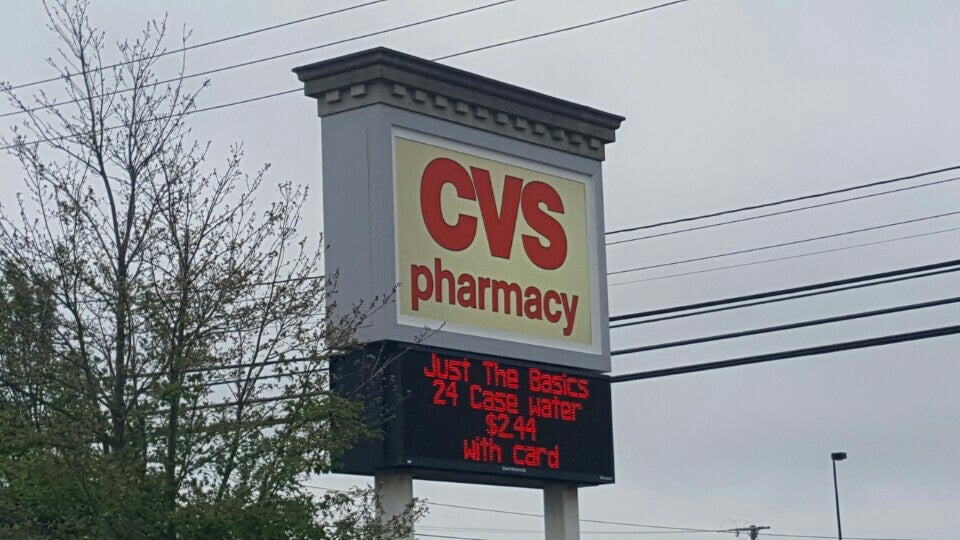 CVS
pharmacy
Just The Basics
24 Case Water
$2.44
With card